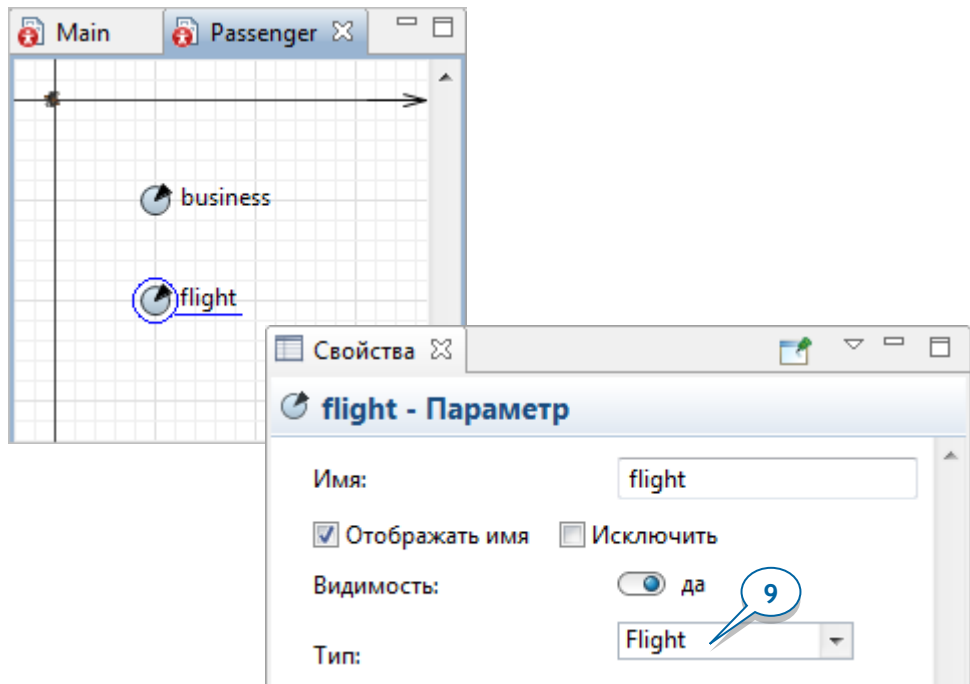 Main
Passenger
business
flight
Свойства
flight - Параметр
Имя: flight
Отображать имя Исключить
Видимость: да
9
Тип: Flight